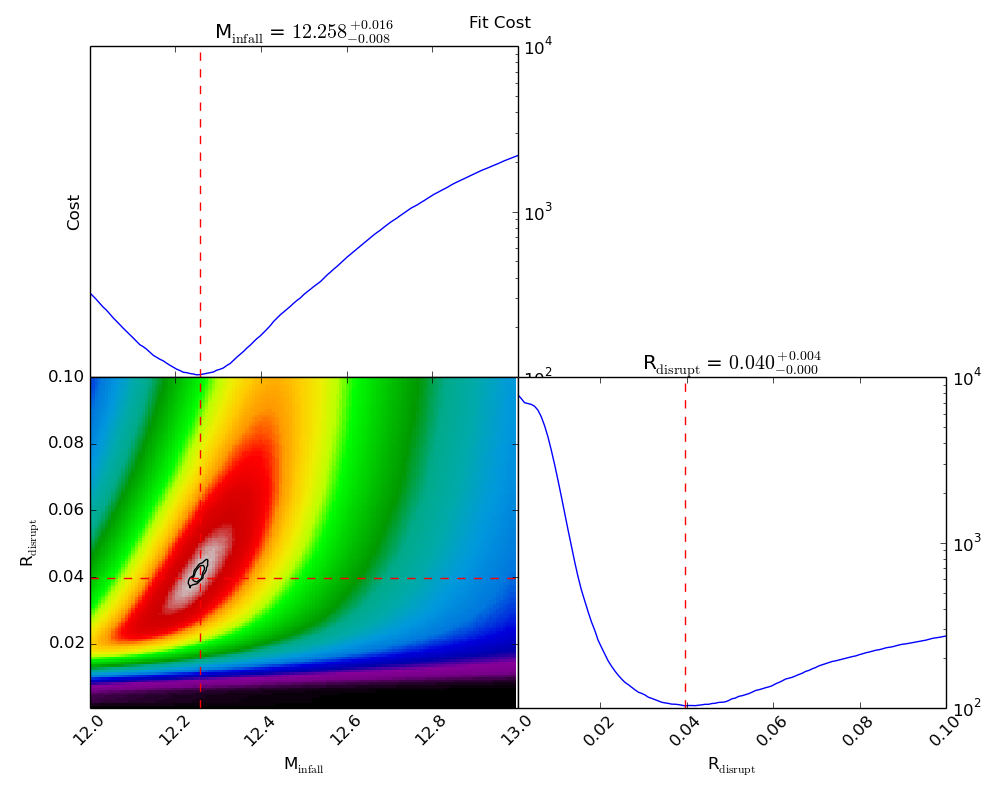 Fit Cost
M_infall = 12.258^{+0.016}_{-0.008}
10^4
10^3
10^2
Cost
R_disrupt = 0.040^{+0.004}_{-0.000}
0.10
0.08
0.06
0.04
0.02
R_disrupt
10^4
10^3
10^2
12.0 12.2 12.4 12.6 12.8 13.0
M_infall
0.02 0.04 0.06 0.08 0.10
R_disrupt